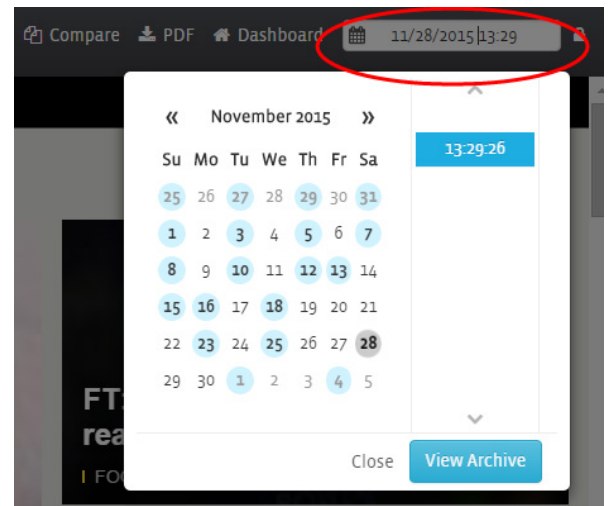 Compare PDF Dashboard 11/28/2015 13:29
« November 2015 »
Su Mo Tu We Th Fr Sa
25 26 27 28 29 30 31
1 2 3 4 5 6 7
8 9 10 11 12 13 14
15 16 17 18 19 20 21
22 23 24 25 26 27 28
29 30 1 2 3 4 5
13:29:26
FT:
rea
FO
Close View Archive